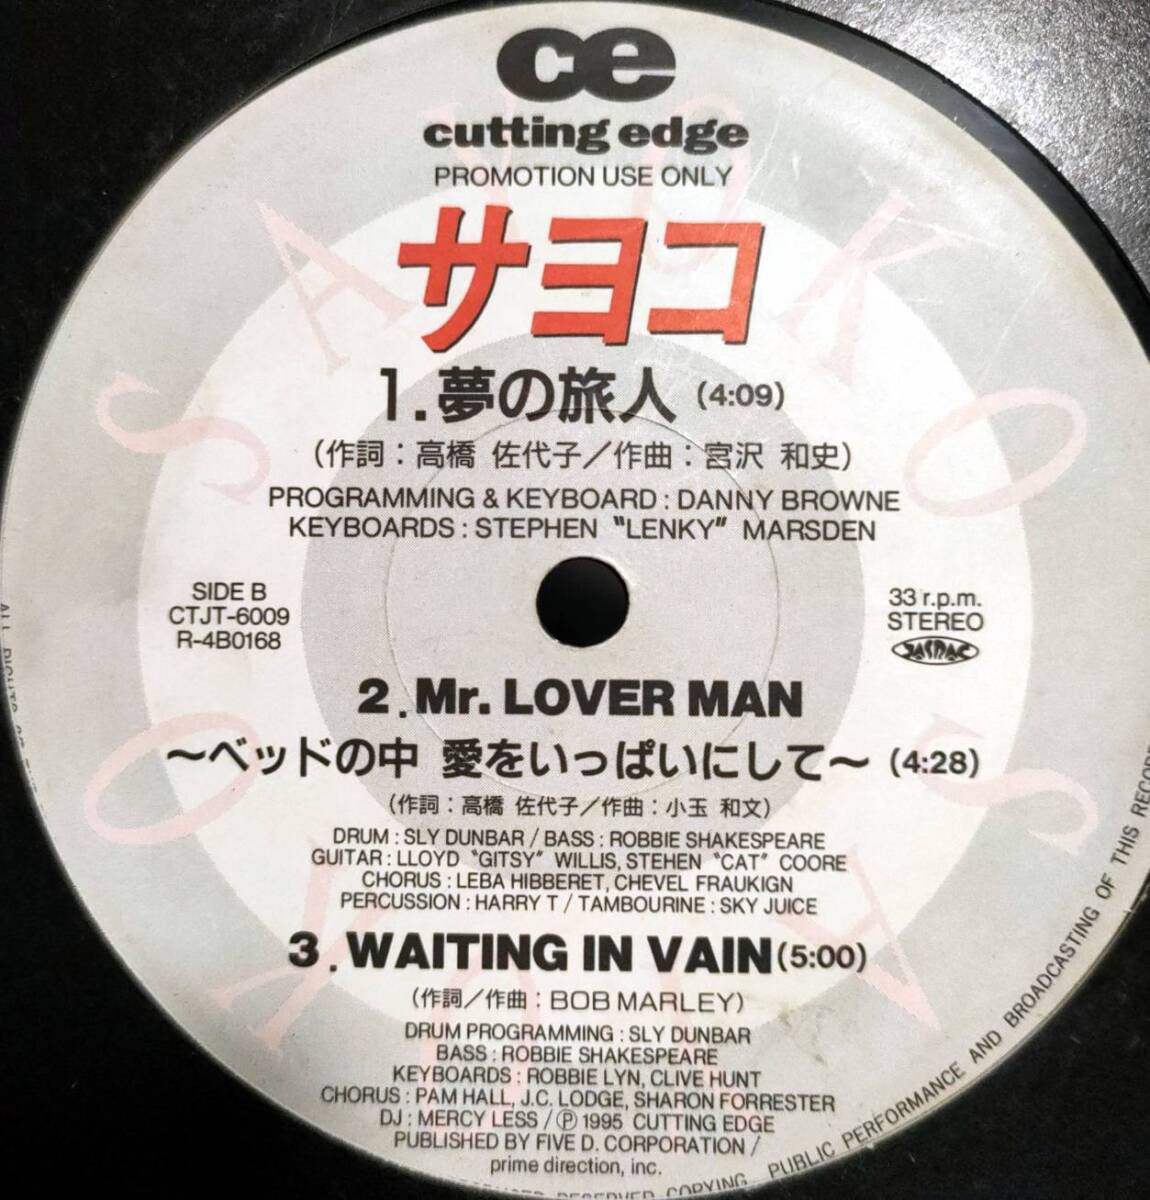 ce
cutting edge
PROMOTION USE ONLY
サヨコ
1.夢の旅人 (4:09)
(作詞：高橋 佐代子／作曲：宮沢 和史)
PROGRAMMING & KEYBOARD : DANNY BROWNE
KEYBOARDS : STEPHEN "LENKY" MARSDEN
SIDE B
CTJT-6009
R-4B0168
33 r.p.m.
STEREO
JASRAC
2.Mr. LOVER MAN
～ベッドの中 愛をいっぱいにして～ (4:28)
(作詞：高橋 佐代子／作曲：小玉 和文)
DRUM : SLY DUNBAR / BASS : ROBBIE SHAKESPEARE
GUITAR : LLOYD "GITSY" WILLIS, STEHEN "CAT" COORE
CHORUS : LEBA HIBBERET, CHEVEL FRAUKIGN
PERCUSSION : HARRY T / TAMBOURINE : SKY JUICE
3.WAITING IN VAIN (5:00)
(作詞／作曲：BOB MARLEY)
DRUM PROGRAMMING : SLY DUNBAR
BASS : ROBBIE SHAKESPEARE
KEYBOARDS : ROBBIE LYN, CLIVE HUNT
CHORUS : PAM HALL, J.C. LODGE, SHARON FORRESTER
DJ : MERCY LESS / Ⓟ 1995 CUTTING EDGE
PUBLISHED BY FIVE D. CORPORATION /
prime direction, inc.
SAYOKO
SAYOKO
ALL RIGHTS
RESERVED COPYING, PUBLIC PERFORMANCE AND BROADCASTING OF THIS RECORD